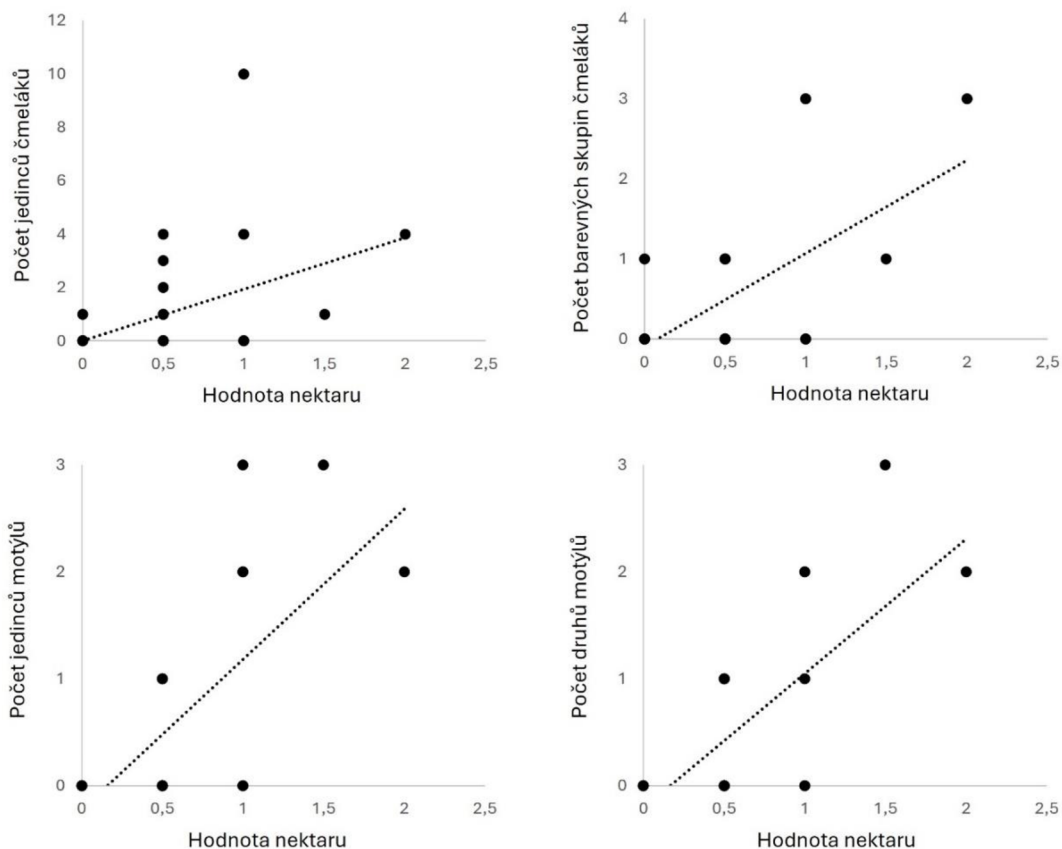 Počet jedinců čmeláků
12
10
8
6
4
2
0
0 0,5 1 1,5 2 2,5
Hodnota nektaru
Počet barevných skupin čmeláků
4
3
2
1
0
0 0,5 1 1,5 2 2,5
Hodnota nektaru
Počet jedinců motýlů
3
2
1
0
0 0,5 1 1,5 2 2,5
Hodnota nektaru
Počet druhů motýlů
3
2
1
0
0 0,5 1 1,5 2 2,5
Hodnota nektaru